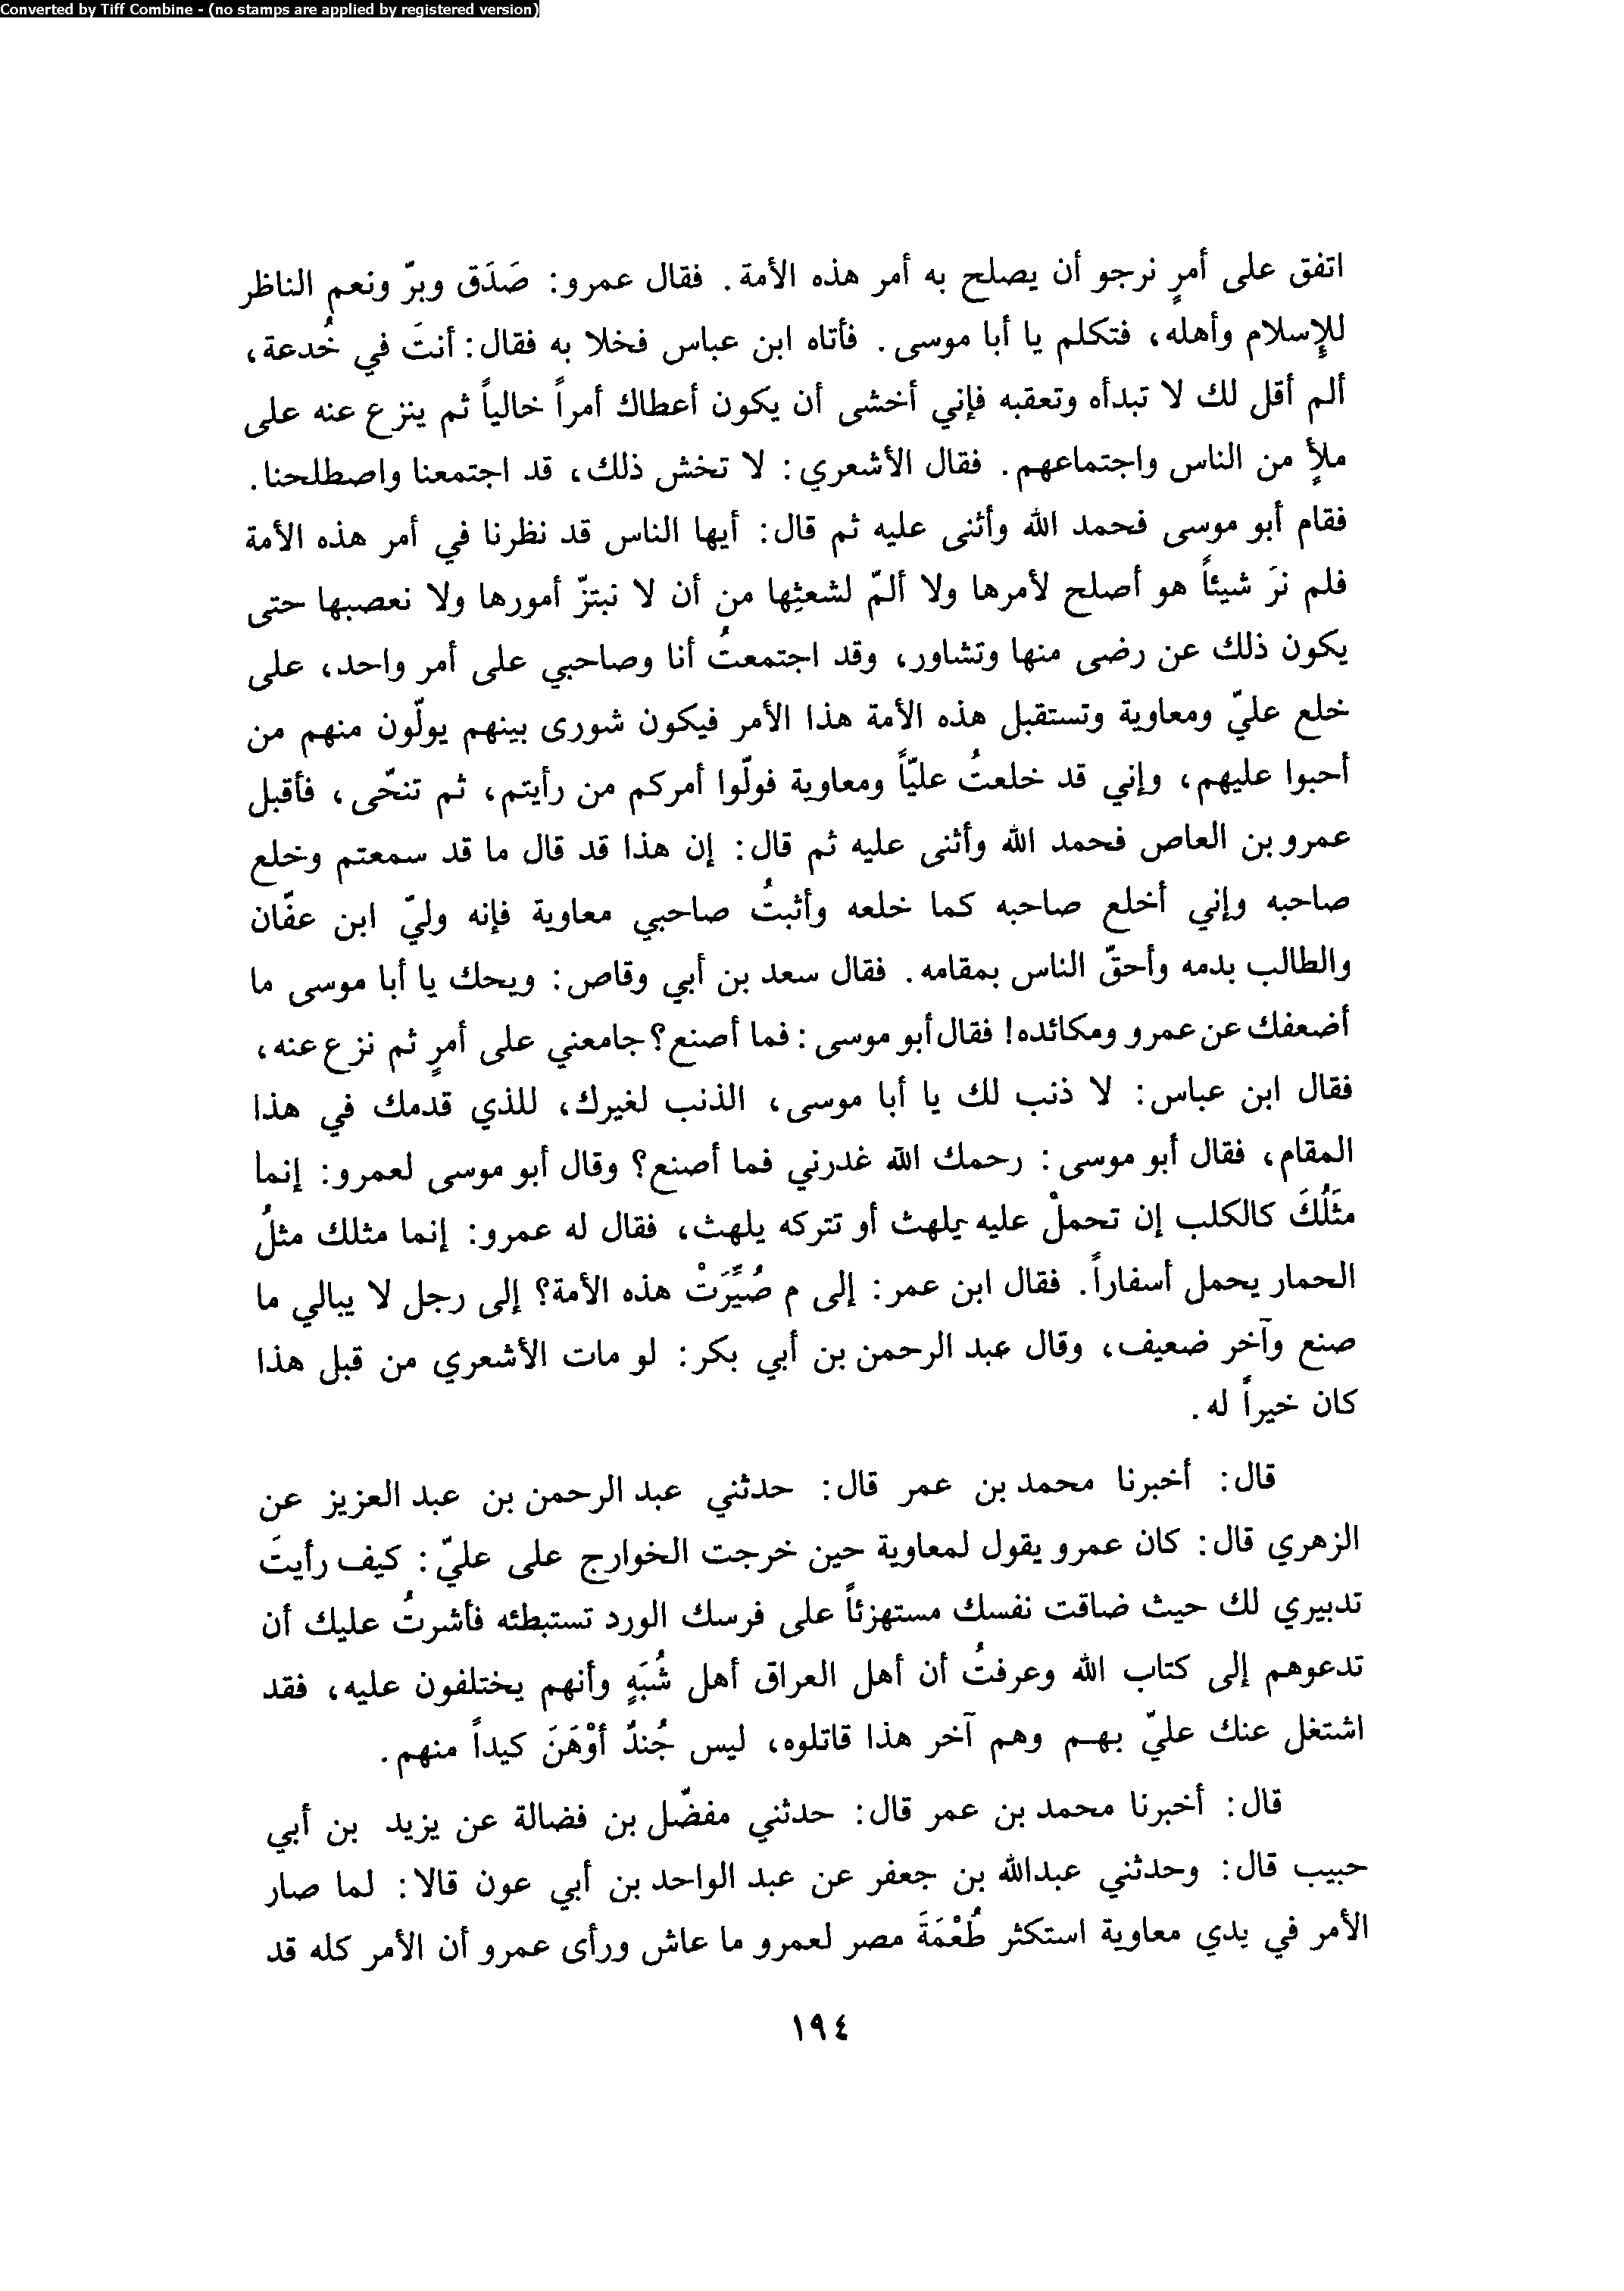 Converted by Tiff Combine - (no stamps are applied by registered version)
اتفق على أمرٍ نرجو أن يصلح به أمر هذه الأمة. فقال عمرو: صَدَق وبرّ ونعم الناظر
للإسلام وأهله، فتكلم يا أبا موسى. فأتاه ابن عباس فخلا به فقال: أنتَ في خُدعة،
ألم أقل لك لا تبدأه وتعقبه فإني أخشى أن يكون أعطاك أمراً خالياً ثم ينزع عنه على
ملأٍ من الناس واجتماعهم. فقال الأشعري: لا تخش ذلك، قد اجتمعنا واصطلحنا.
فقام أبو موسى فحمد الله وأثنى عليه ثم قال: أيها الناس قد نظرنا في أمر هذه الأمة
فلم نرَ شيئاً هو أصلح لأمرها ولا ألمّ لشعثِها من أن لا نبتزّ أمورها ولا نعصبها حتى
يكون ذلك عن رضى منها وتشاور، وقد اجتمعتُ أنا وصاحبي على أمر واحد، على
خلع عليّ ومعاوية وتستقبل هذه الأمة هذا الأمر فيكون شورى بينهم يولّون منهم من
أحبوا عليهم، وإني قد خلعتُ عليّاً ومعاوية فولّوا أمركم من رأيتم، ثم تنحّى، فأقبل
عمرو بن العاص فحمد الله وأثنى عليه ثم قال: إن هذا قد قال ما قد سمعتم وخلع
صاحبه وإني أخلع صاحبه كما خلعه وأثبتُ صاحبي معاوية فإنه وليّ ابن عفّان
والطالب بدمه وأحقّ الناس بمقامه. فقال سعد بن أبي وقاص: ويحك يا أبا موسى ما
أضعفك عن عمرو ومكائده! فقال أبو موسى: فما أصنع؟ جامعني على أمرٍ ثم نزع عنه،
فقال ابن عباس: لا ذنب لك يا أبا موسى، الذنب لغيرك، للذي قدمك في هذا
المقام، فقال أبو موسى: رحمك الله غدرني فما أصنع؟ وقال أبو موسى لعمرو: إنما
مثَلُكَ كالكلب إن تحملْ عليه يلهث أو تتركه يلهث، فقال له عمرو: إنما مثلك مثلُ
الحمار يحمل أسفاراً. فقال ابن عمر: إلى م صُيِّرَتْ هذه الأمة؟ إلى رجل لا يبالي ما
صنع وآخر ضعيف، وقال عبد الرحمن بن أبي بكر: لو مات الأشعري من قبل هذا
كان خيراً له.
قال: أخبرنا محمد بن عمر قال: حدثني عبد الرحمن بن عبد العزيز عن
الزهري قال: كان عمرو يقول لمعاوية حين خرجت الخوارج على عليّ: كيف رأيتَ
تدبيري لك حيث ضاقت نفسك مستهزئاً على فرسك الورد تستبطئه فأشرتُ عليك أن
تدعوهم إلى كتاب الله وعرفتُ أن أهل العراق أهل شُبَهٍ وأنهم يختلفون عليه، فقد
اشتغل عنك عليّ بهم وهم آخر هذا قاتلوه، ليس جُندٌ أوْهَنَ كيداً منهم.
قال: أخبرنا محمد بن عمر قال: حدثني مفضّل بن فضالة عن يزيد بن أبي
حبيب قال: وحدثني عبدالله بن جعفر عن عبد الواحد بن أبي عون قالا: لما صار
الأمر في يدي معاوية استكثر طُعْمَةَ مصر لعمرو ما عاش ورأى عمرو أن الأمر كله قد
١٩٤